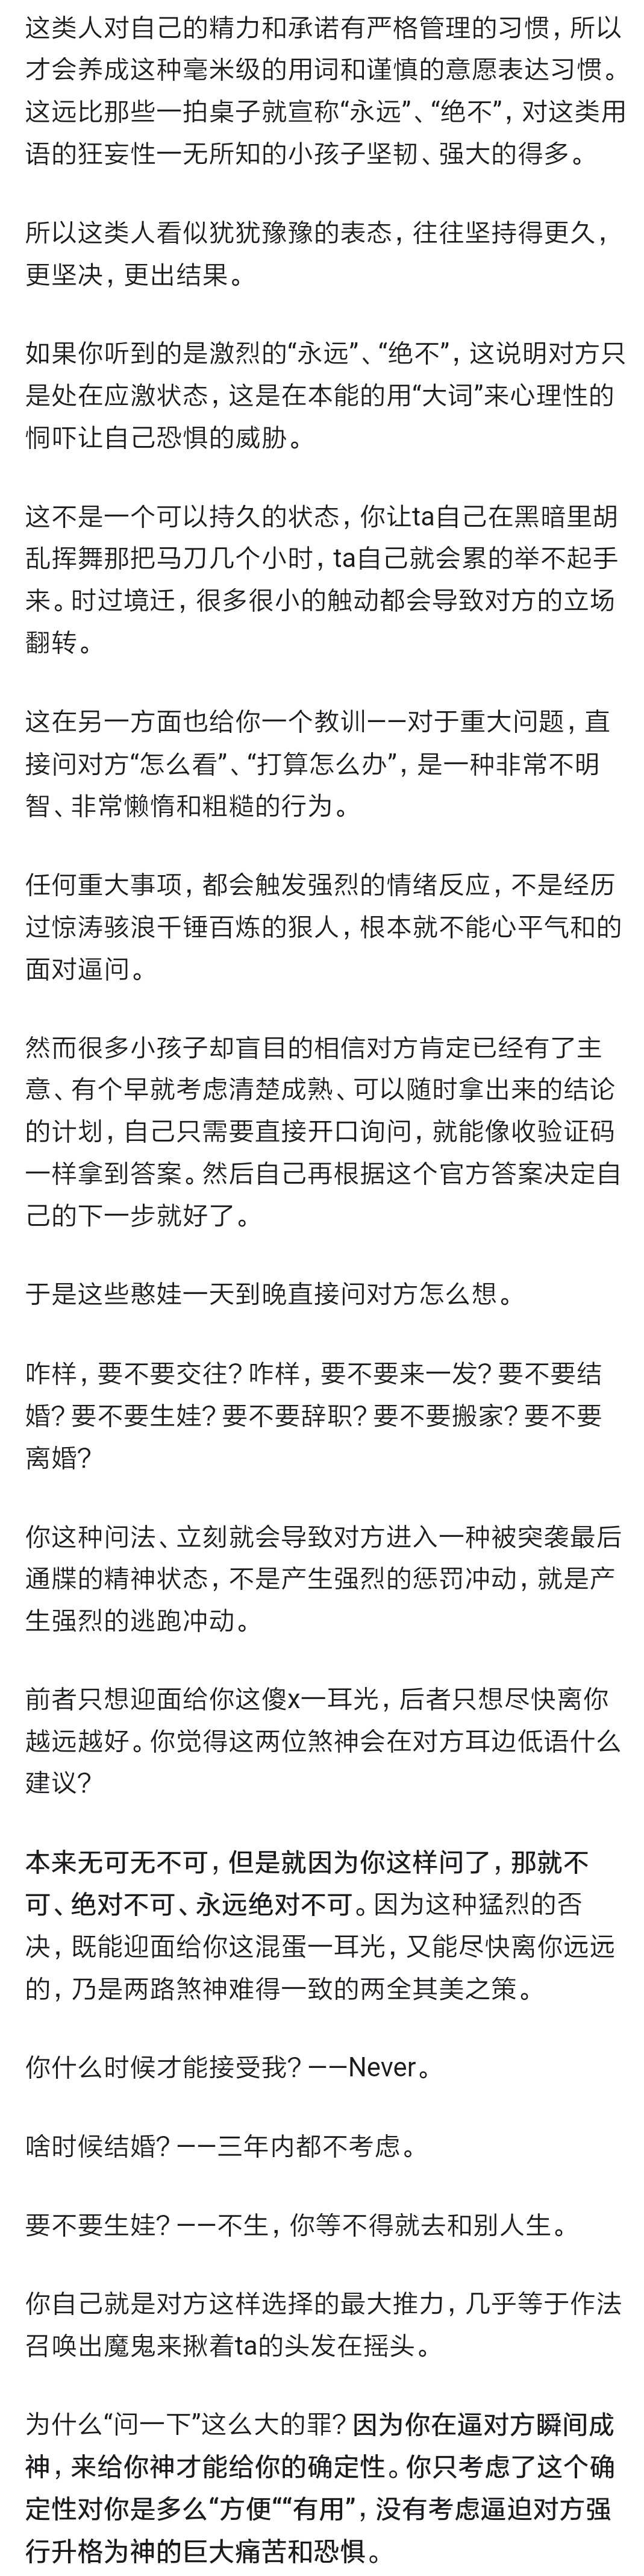 这类人对自己的精力和承诺有严格管理的习惯，所以
才会养成这种毫米级的用词和谨慎的意愿表达习惯。
这远比那些一拍桌子就宣称“永远”、“绝不”，对这类用
语的狂妄性一无所知的小孩子坚韧、强大的得多。
所以这类人看似犹犹豫豫的表态，往往坚持得更久，
更坚决，更出结果。
如果你听到的是激烈的“永远”、“绝不”，这说明对方只
是处在应激状态，这是在本能的用“大词”来心理性的
恫吓让自己恐惧的威胁。
这不是一个可以持久的状态，你让ta自己在黑暗里胡
乱挥舞那把马刀几个小时，ta自己就会累的举不起手
来。时过境迁，很多很小的触动都会导致对方的立场
翻转。
这在另一方面也给你一个教训——对于重大问题，直
接问对方“怎么看”、“打算怎么办”，是一种非常不明
智、非常懒惰和粗糙的行为。
任何重大事项，都会触发强烈的情绪反应，不是经历
过惊涛骇浪千锤百炼的狠人，根本就不能心平气和的
面对逼问。
然而很多小孩子却盲目的相信对方肯定已经有了主
意、有个早就考虑清楚成熟、可以随时拿出来的结论
的计划，自己只需要直接开口询问，就能像收验证码
一样拿到答案。然后自己再根据这个官方答案决定自
己的下一步就好了。
于是这些憨娃一天到晚直接问对方怎么想。
咋样，要不要交往？咋样，要不要来一发？要不要结
婚？要不要生娃？要不要辞职？要不要搬家？要不要
离婚？
你这种问法、立刻就会导致对方进入一种被突袭最后
通牒的精神状态，不是产生强烈的惩罚冲动，就是产
生强烈的逃跑冲动。
前者只想迎面给你这傻x一耳光，后者只想尽快离你
越远越好。你觉得这两位煞神会在对方耳边低语什么
建议？
本来无可无不可，但是就因为你这样问了，那就不
可、绝对不可、永远绝对不可。因为这种猛烈的否
决，既能迎面给你这混蛋一耳光，又能尽快离你远远
的，乃是两路煞神难得一致的两全其美之策。
你什么时候才能接受我？——Never。
啥时候结婚？——三年内都不考虑。
要不要生娃？——不生，你等不得就去和别人生。
你自己就是对方这样选择的最大推力，几乎等于作法
召唤出魔鬼来揪着ta的头发在摇头。
为什么“问一下”这么大的罪？因为你在逼对方瞬间成
神，来给你神才能给你的确定性。你只考虑了这个确
定性对你是多么“方便““有用”，没有考虑逼迫对方强
行升格为神的巨大痛苦和恐惧。